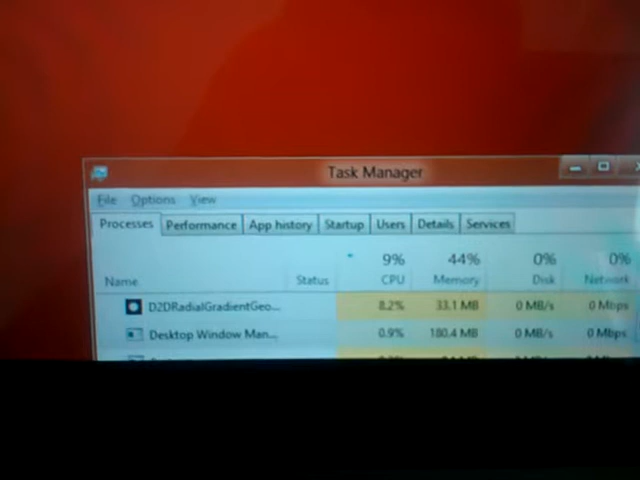 Task Manager
File Options View
Processes Performance App history Startup Users Details Services
9% 44% 0% 0%
Name Status CPU Memory Disk Network
D2DRadialGradientGeo... 8.2% 33.1 MB 0 MB/s 0 Mbps
Desktop Window Man... 0.9% 180.4 MB 0 MB/s 0 Mbps